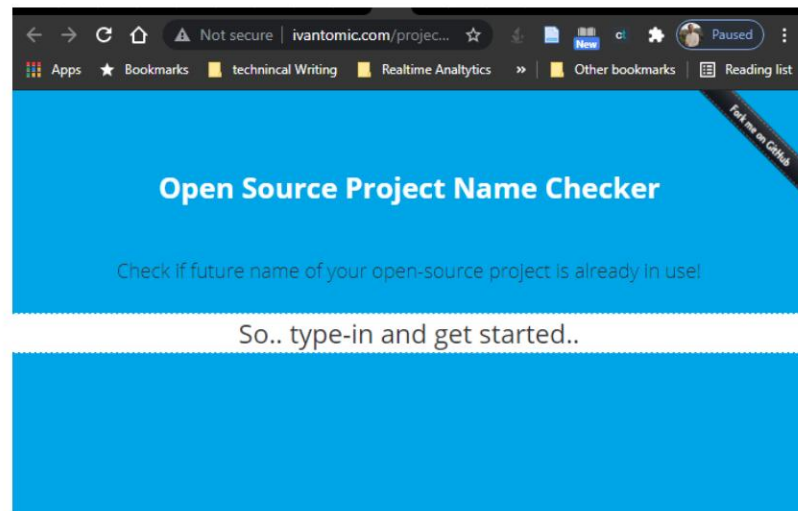 Not secure ivantomic.com/projec...
New
ct
Paused
Apps Bookmarks technincal Writing Realtime Analtytics » Other bookmarks Reading list
Fork me on GitHub
Open Source Project Name Checker
Check if future name of your open-source project is already in use!
So.. type-in and get started..